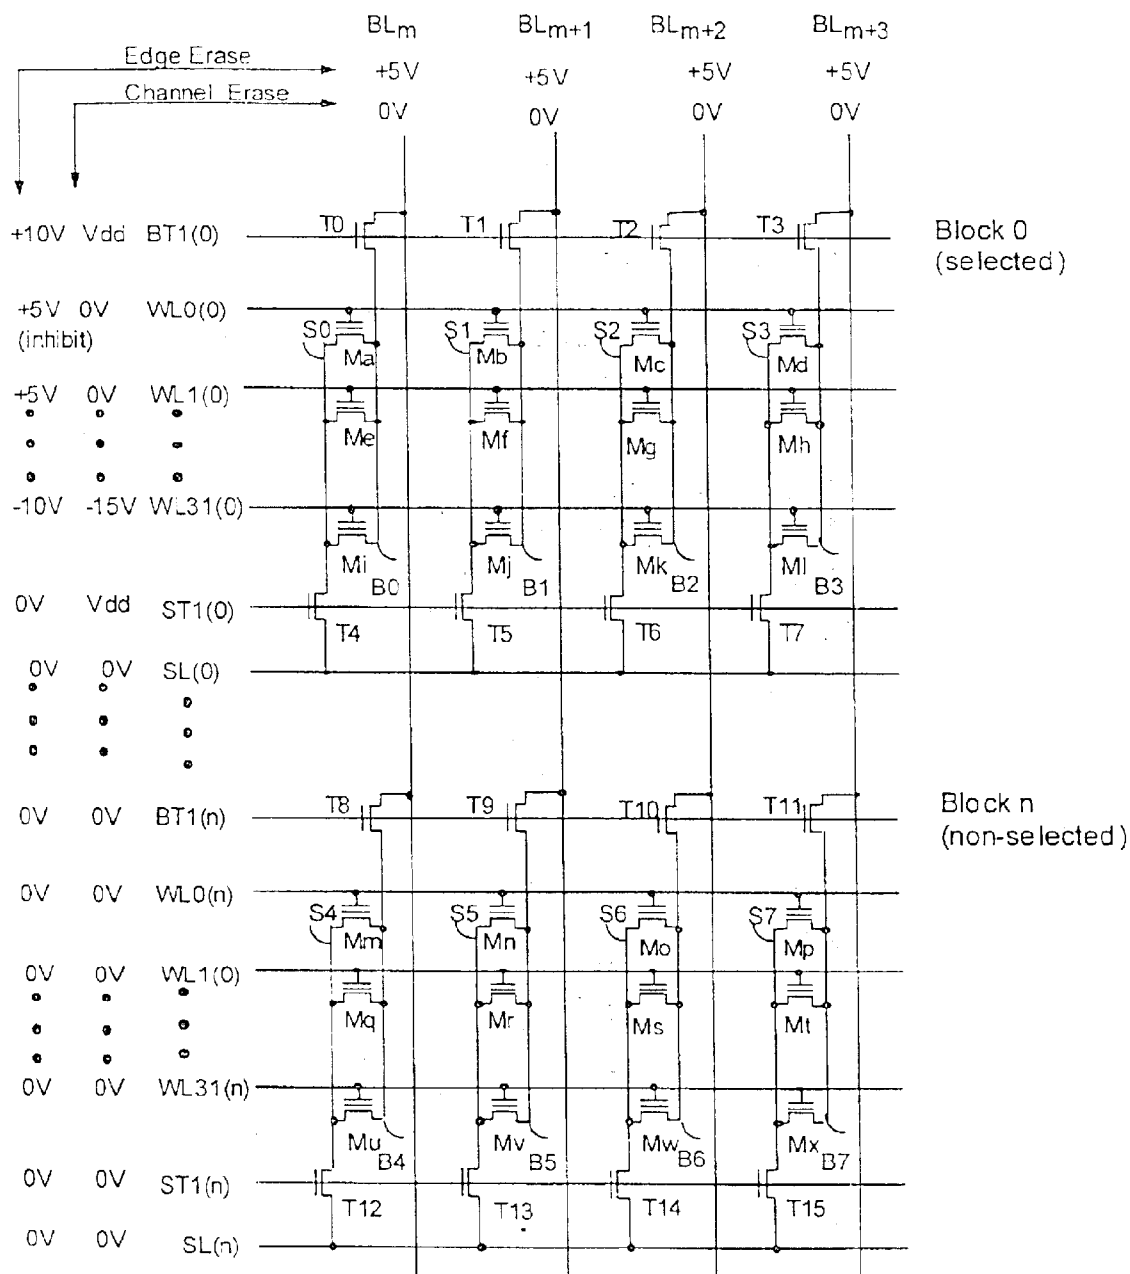 BLm BLm+1 BLm+2 BLm+3
Edge Erase +5V +5V +5V +5V
Channel Erase 0V 0V 0V 0V
T0 T1 T2 T3
+10V Vdd BT1(0) Block 0
(selected)
+5V 0V WL0(0)
(inhibit) S0 S1 S2 S3
Ma Mb Mc Md
+5V 0V WL1(0)
Me Mf Mg Mh
-10V -15V WL31(0)
Mi Mj Mk Ml
B0 B1 B2 B3
0V Vdd ST1(0)
T4 T5 T6 T7
0V 0V SL(0)
T8 T9 T10 T11 Block n
0V 0V BT1(n) (non-selected)
0V 0V WL0(n)
S4 S5 S6 S7
Mm Mn Mo Mp
0V 0V WL1(0)
Mq Mr Ms Mt
0V 0V WL31(n)
Mu Mv Mw Mx
B4 B5 B6 B7
0V 0V ST1(n)
T12 T13 T14 T15
0V 0V SL(n)